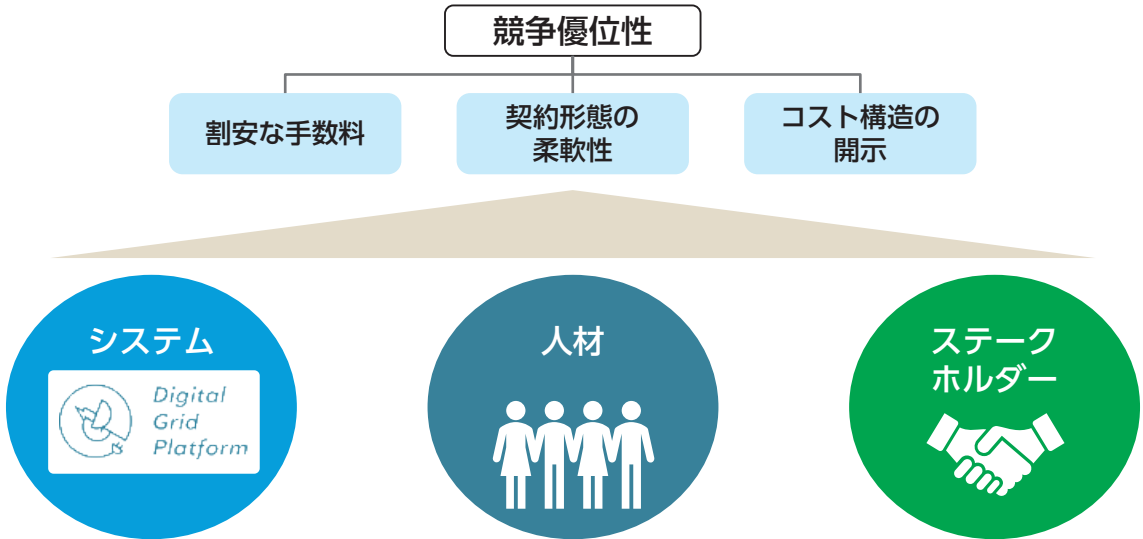 競争優位性
割安な手数料
契約形態の
柔軟性
コスト構造の
開示
システム
Digital
Grid
Platform
人材
ステーク
ホルダー